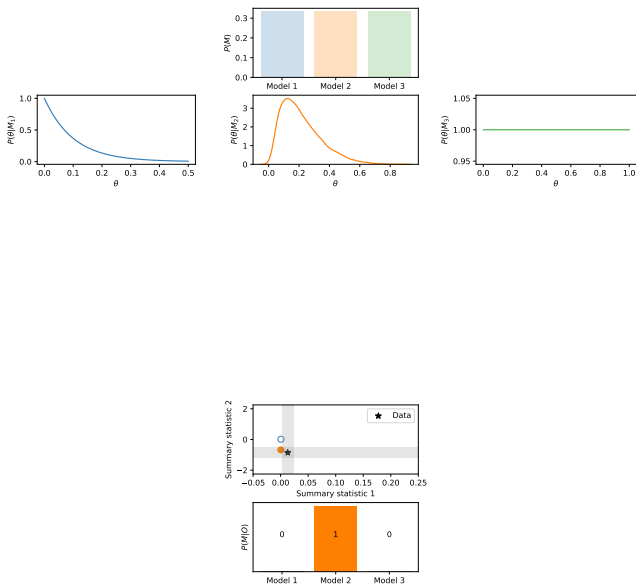 P(M)
0.3
0.2
0.1
0.0
Model 1 Model 2 Model 3
P(θ|M₁)
1.0
0.5
0.0
0.0 0.1 0.2 0.3 0.4 0.5
θ
P(θ|M₂)
3
2
1
0
0.0 0.2 0.4 0.6 0.8
θ
P(θ|M₃)
1.05
1.00
0.95
0.0 0.2 0.4 0.6 0.8 1.0
θ
Summary statistic 2
2
0
−2
Data
−0.05 0.00 0.05 0.10 0.15 0.20 0.25
Summary statistic 1
P(M|O)
0 1 0
Model 1 Model 2 Model 3